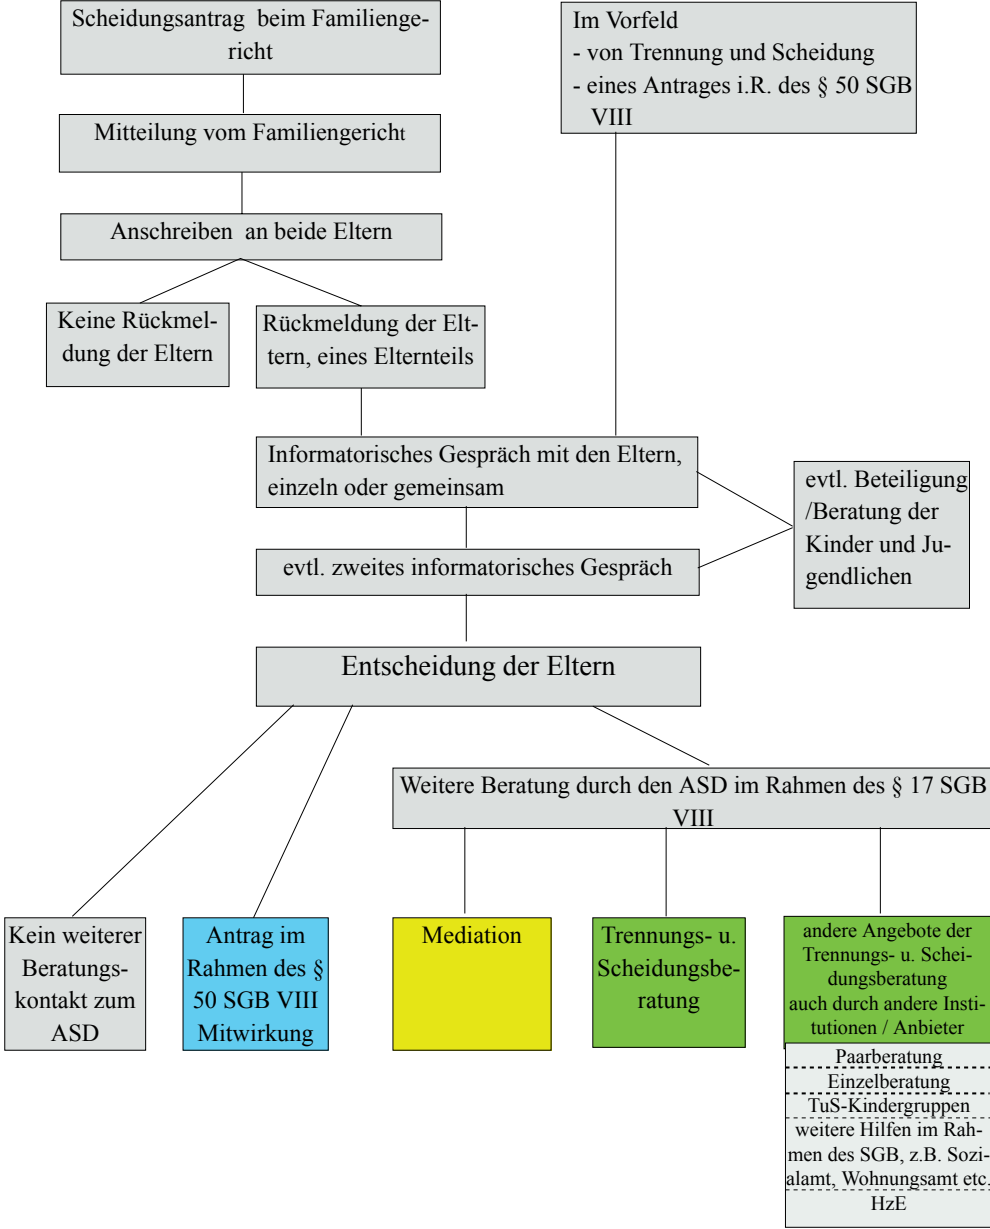 Scheidungsantrag beim Familienge-
richt
Im Vorfeld
- von Trennung und Scheidung
- eines Antrages i.R. des § 50 SGB
VIII
Mitteilung vom Familiengericht
Anschreiben an beide Eltern
Keine Rückmel-
dung der Eltern
Rückmeldung der Elt-
tern, eines Elternteils
Informatorisches Gespräch mit den Eltern,
einzeln oder gemeinsam
evtl. Beteiligung
/Beratung der
Kinder und Ju-
gendlichen
evtl. zweites informatorisches Gespräch
Entscheidung der Eltern
Weitere Beratung durch den ASD im Rahmen des § 17 SGB
VIII
Kein weiterer
Beratungs-
kontakt zum
ASD
Antrag im
Rahmen des §
50 SGB VIII
Mitwirkung
Mediation
Trennungs- u.
Scheidungsbe-
ratung
andere Angebote der
Trennungs- u. Schei-
dungsberatung
auch durch andere Insti-
tutionen / Anbieter
Paarberatung
Einzelberatung
TuS-Kindergruppen
weitere Hilfen im Rah-
men des SGB, z.B. Sozi-
alamt, Wohnungsamt etc.
HzE